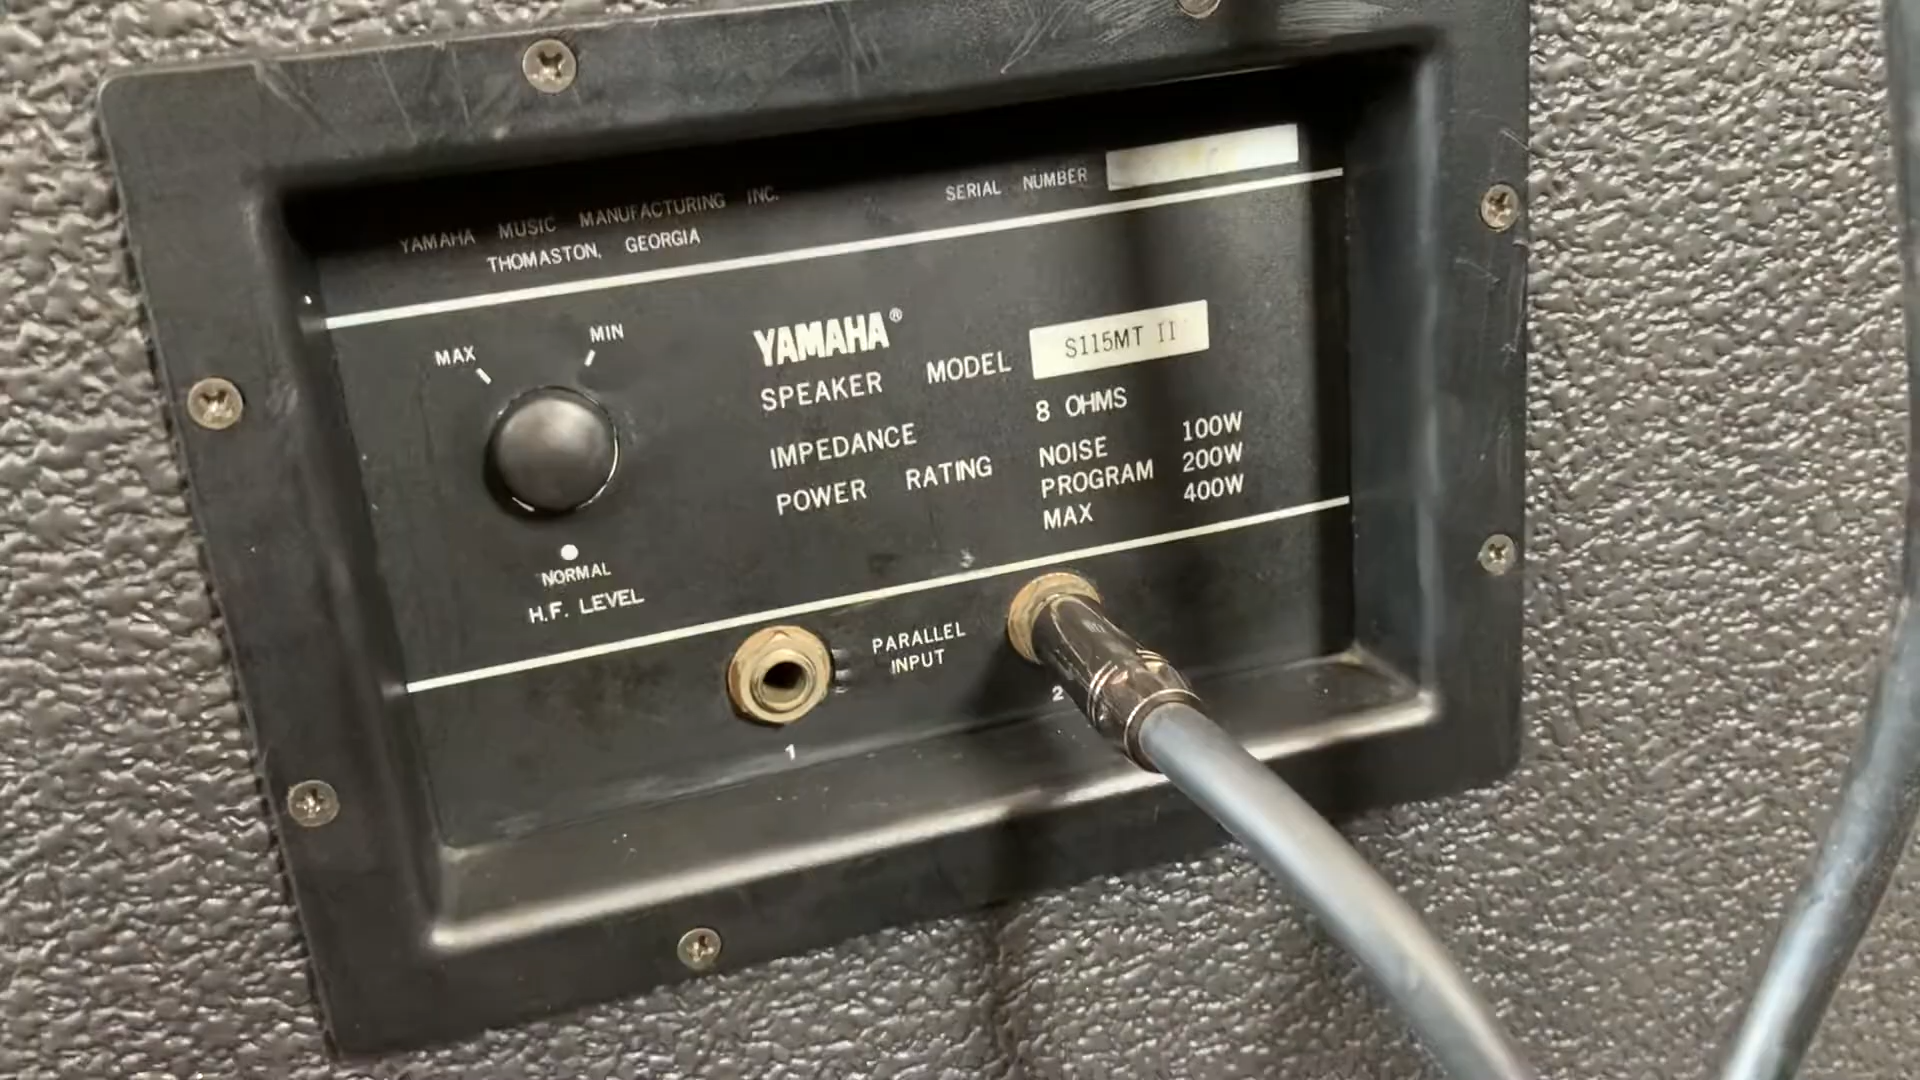 YAMAHA MUSIC MANUFACTURING INC.
THOMASTON, GEORGIA
SERIAL NUMBER
MAX
MIN
NORMAL
H.F. LEVEL
YAMAHA®
SPEAKER MODEL S115MT II
IMPEDANCE 8 OHMS
POWER RATING NOISE 100W
PROGRAM 200W
MAX 400W
PARALLEL
INPUT
1
2